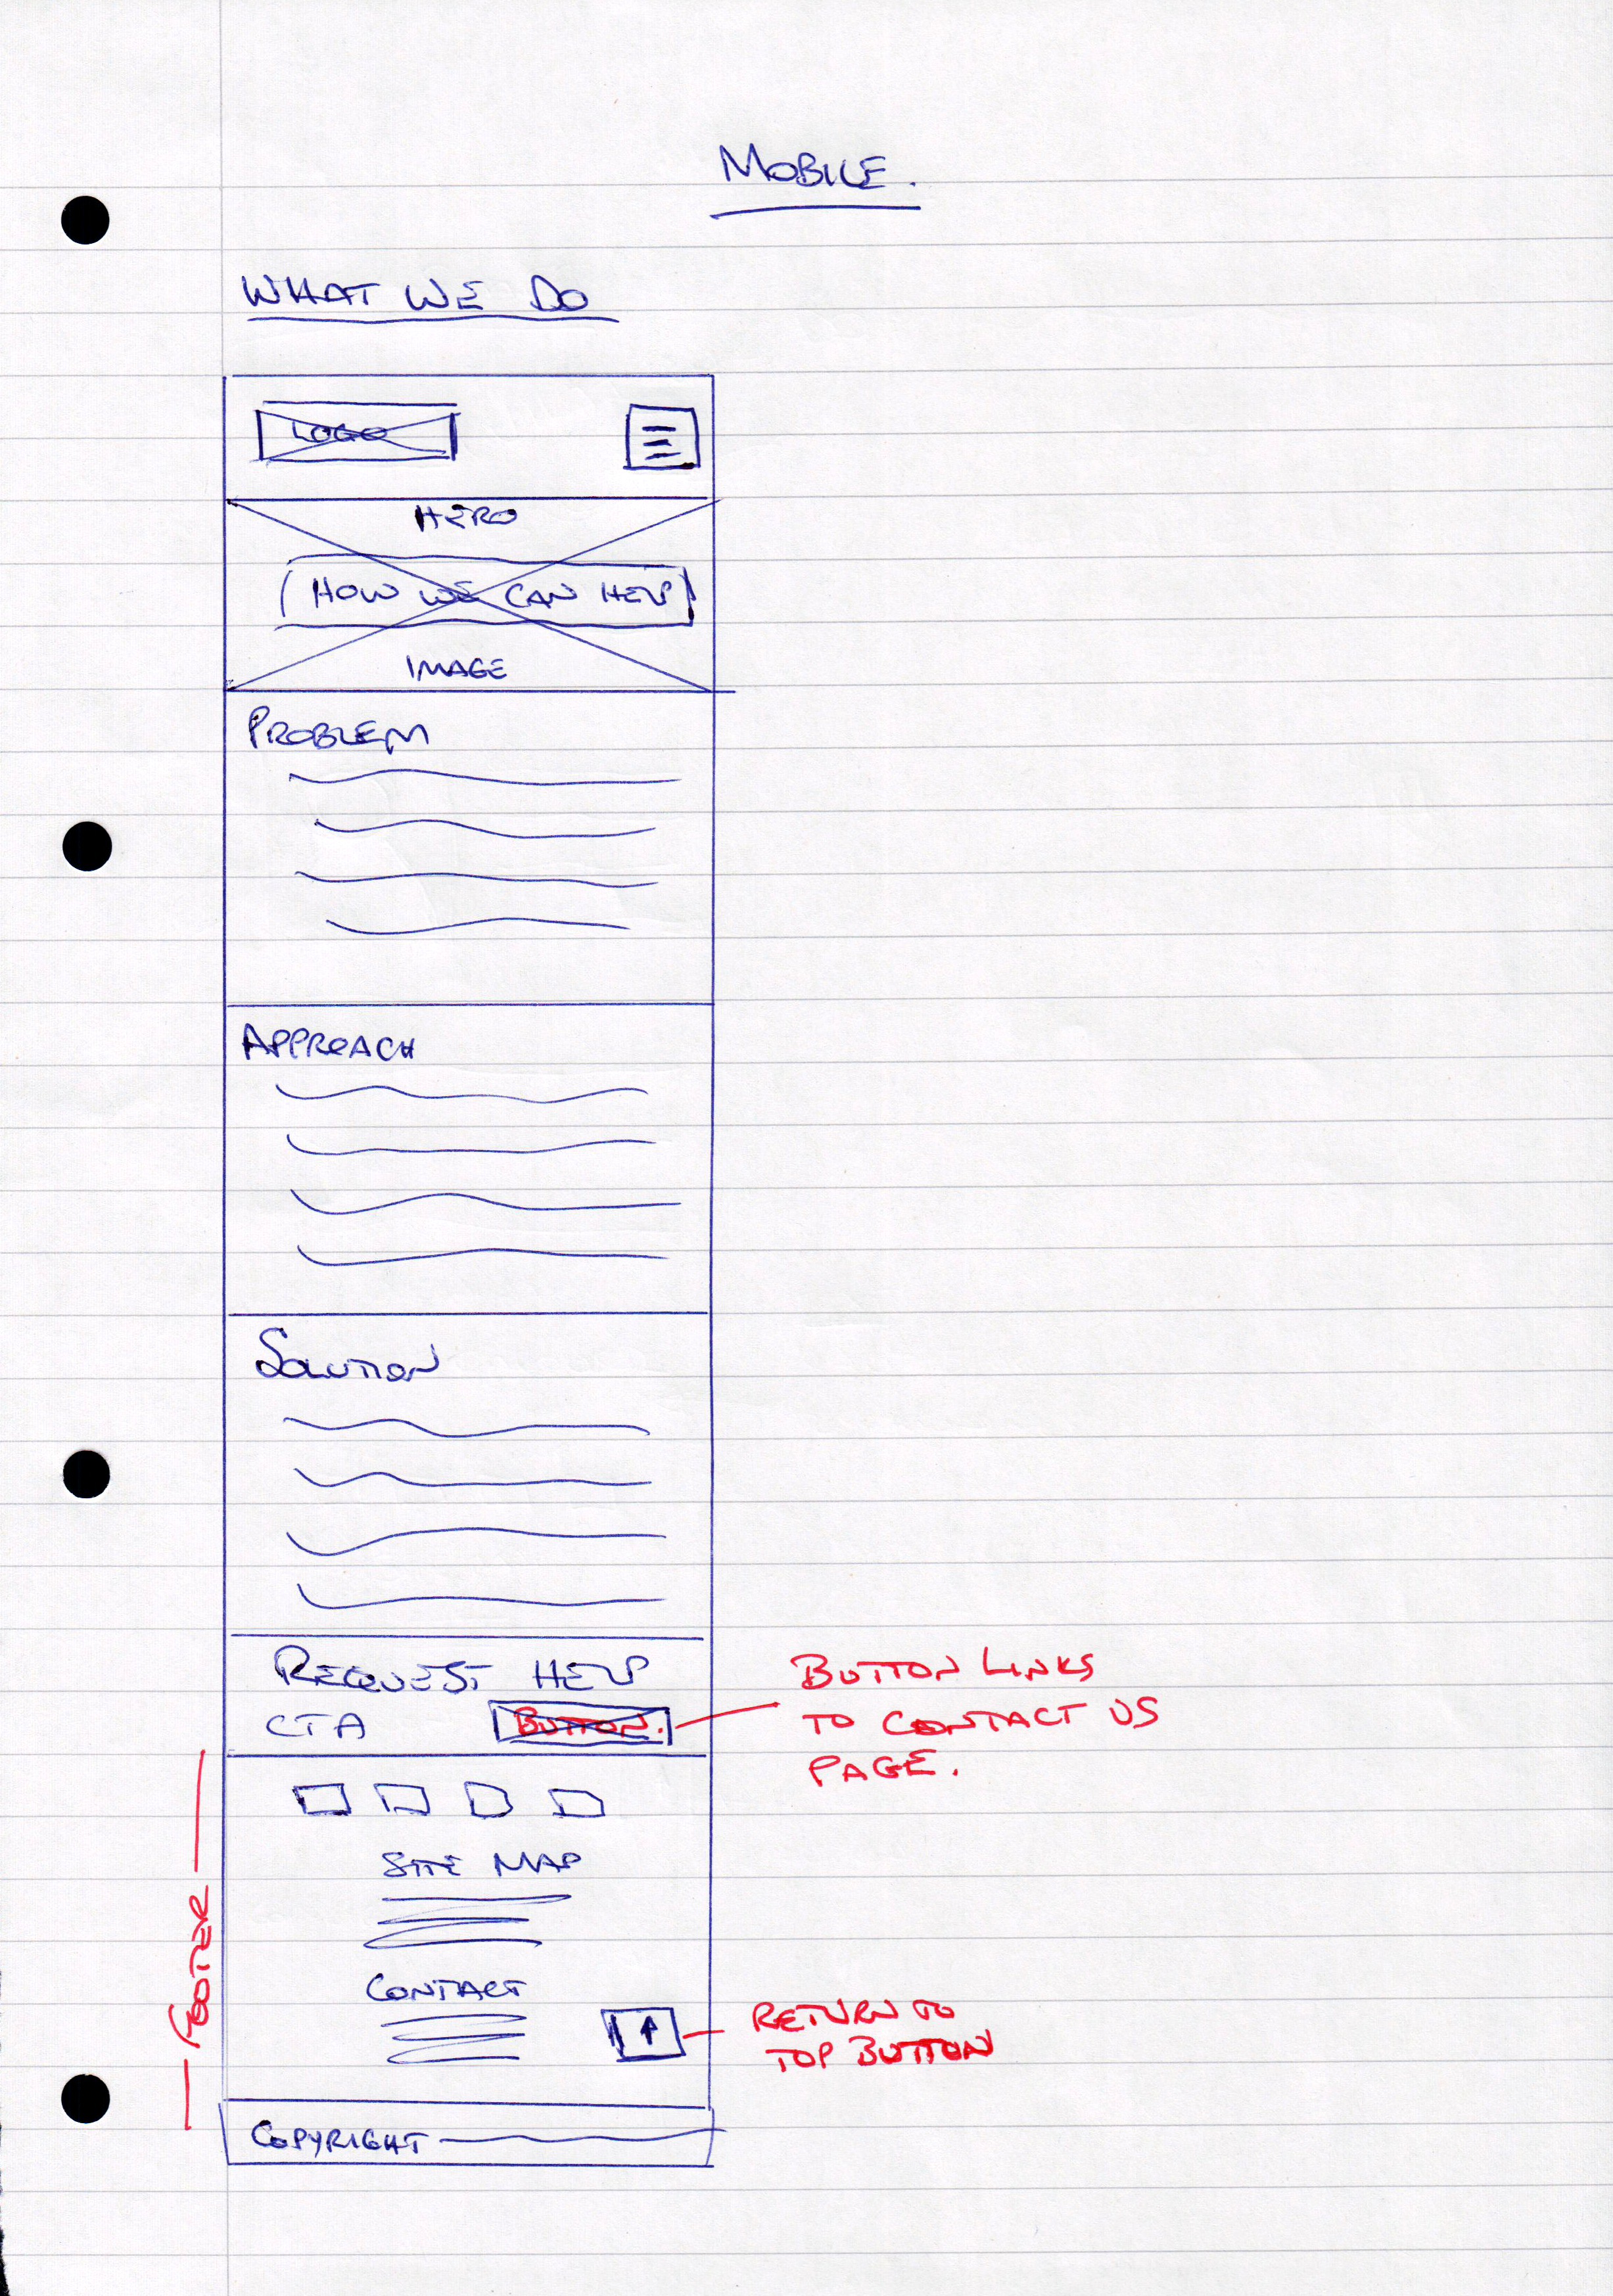 MOBILE.
WHAT WE DO
LOGO
HERO
HOW WE CAN HELP
IMAGE
PROBLEM
APPROACH
SOLUTION
REQUEST HELP
CTA BUTTON.
BUTTON LINKS
TO CONTACT US
PAGE.
FOOTER
SITE MAP
CONTACT
RETURN TO
TOP BUTTON
COPYRIGHT